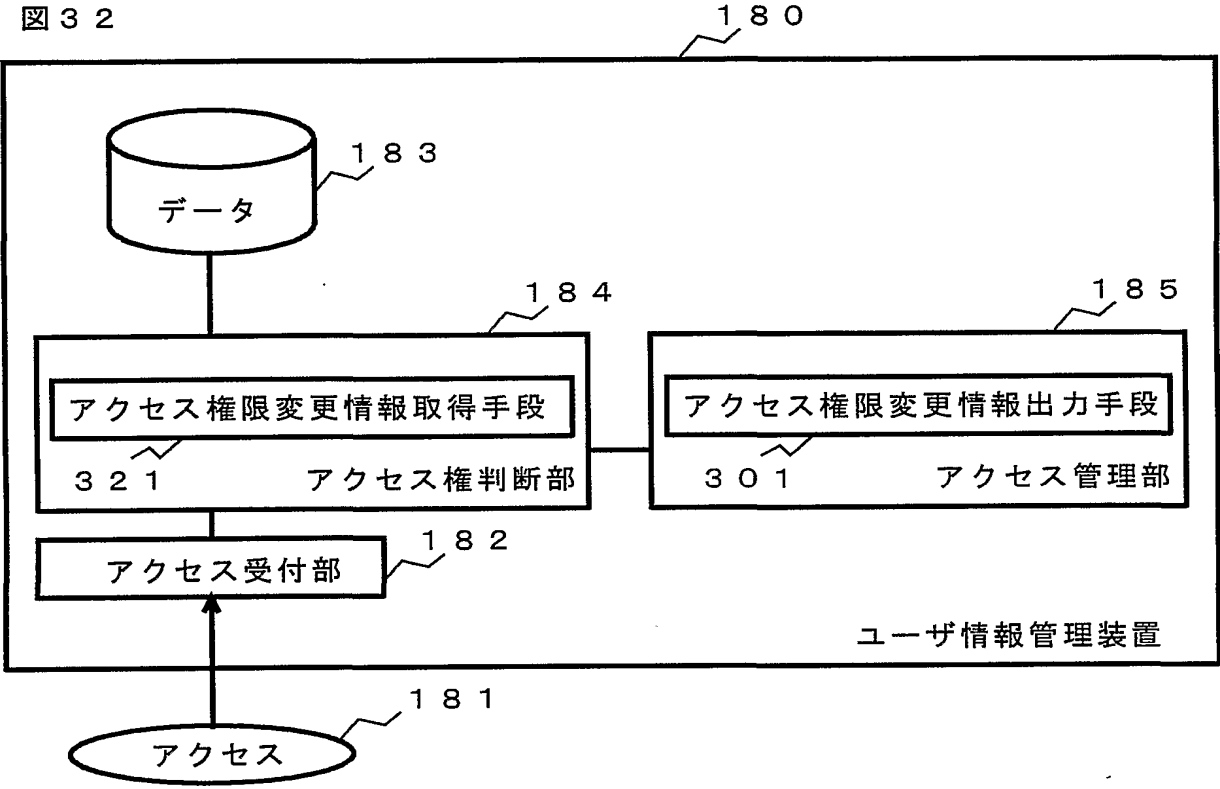 図３２
１８０
１８３
データ
１８４
１８５
アクセス権限変更情報取得手段
アクセス権限変更情報出力手段
３２１
アクセス権判断部
３０１
アクセス管理部
１８２
アクセス受付部
ユーザ情報管理装置
１８１
アクセス